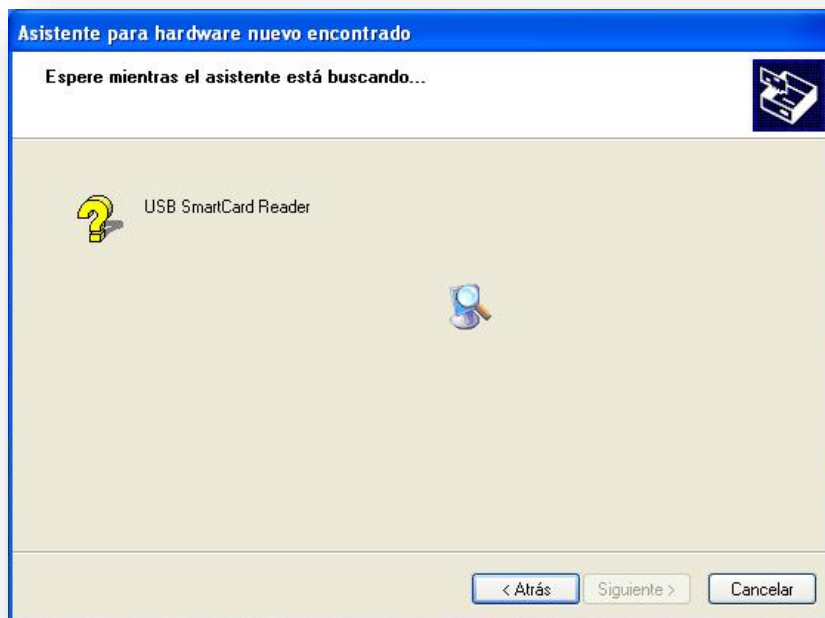 Asistente para hardware nuevo encontrado
Espere mientras el asistente está buscando...
USB SmartCard Reader
< Atrás
Siguiente >
Cancelar